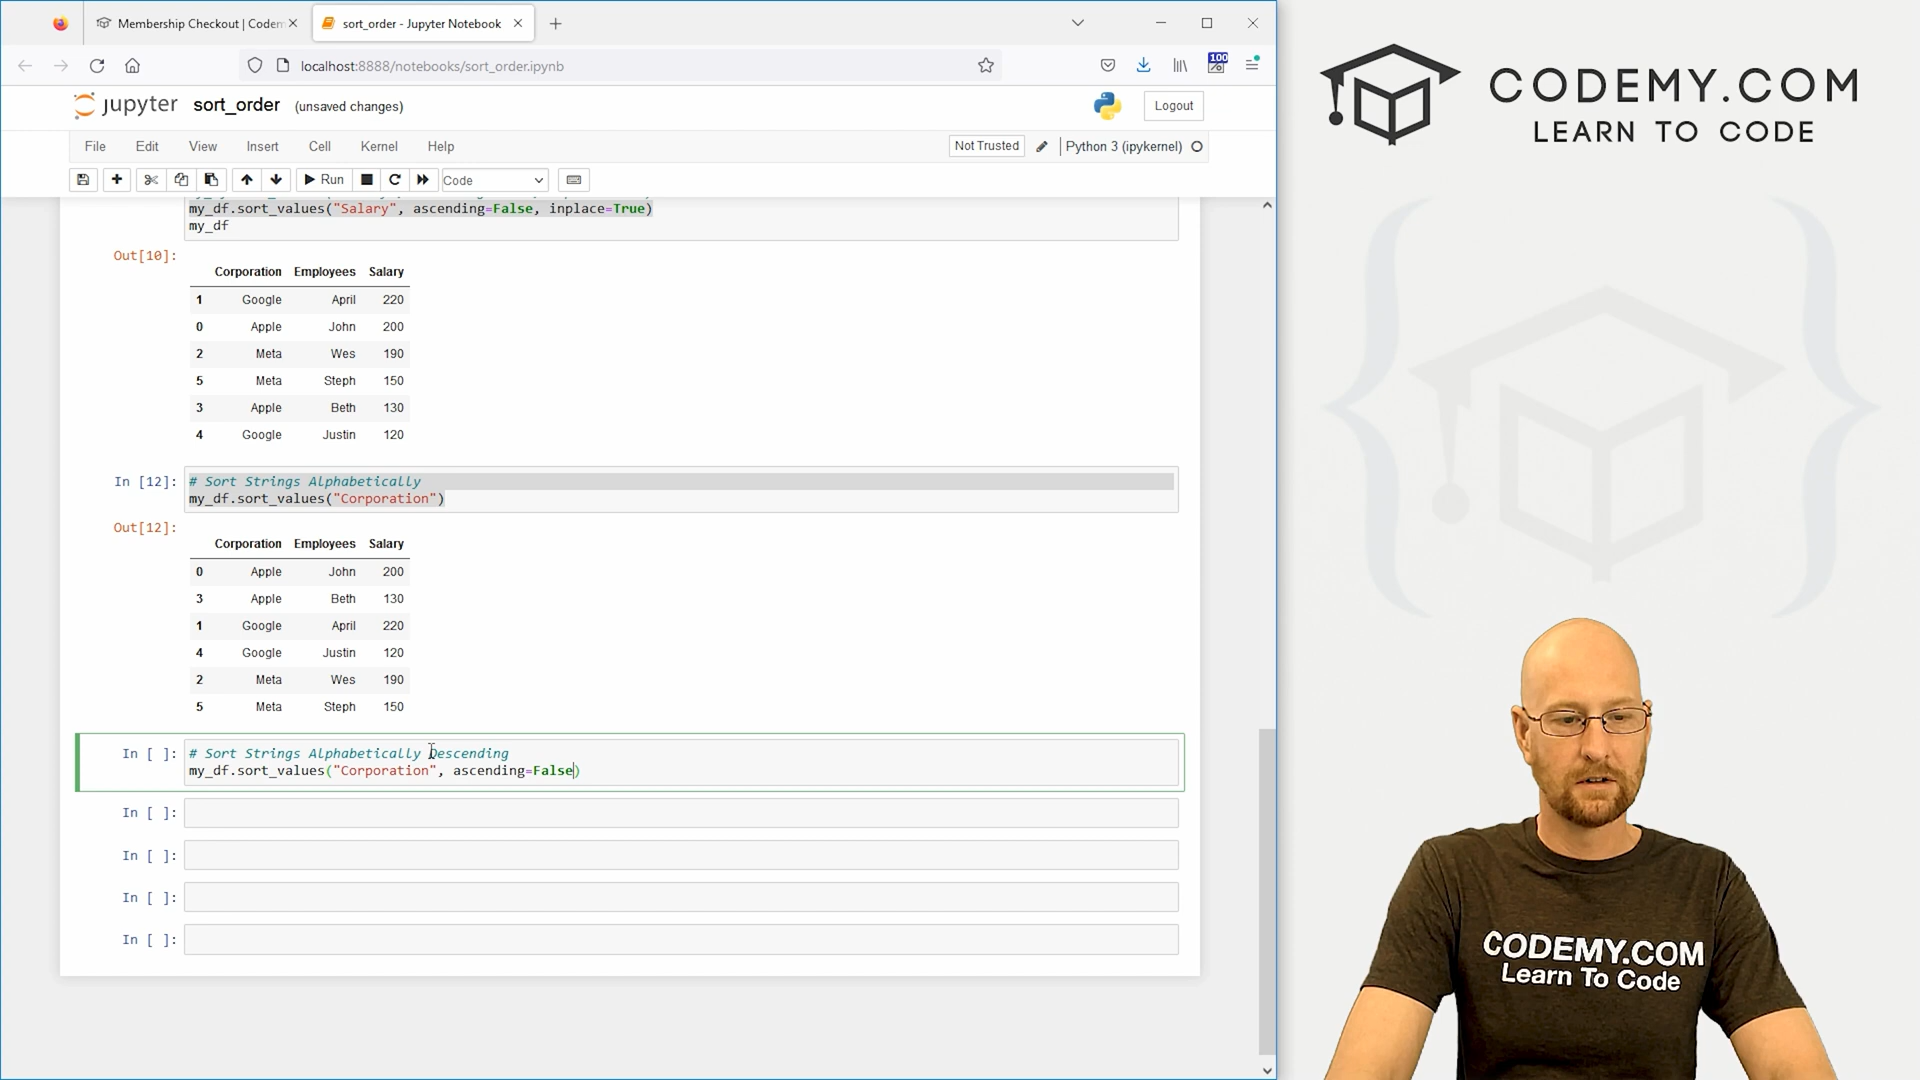 Membership Checkout | Codem
sort_order - Jupyter Notebook
localhost:8888/notebooks/sort_order.ipynb
100
jupyter sort_order (unsaved changes)
Logout
File Edit View Insert Cell Kernel Help
Not Trusted
Python 3 (ipykernel)
Run
Code
my_df.sort_values("Salary", ascending=False, inplace=True)
my_df
Out[10]:
Corporation Employees Salary
1 Google April 220
0 Apple John 200
2 Meta Wes 190
5 Meta Steph 150
3 Apple Beth 130
4 Google Justin 120
In [12]: # Sort Strings Alphabetically
my_df.sort_values("Corporation")
Out[12]:
Corporation Employees Salary
0 Apple John 200
3 Apple Beth 130
1 Google April 220
4 Google Justin 120
2 Meta Wes 190
5 Meta Steph 150
In [ ]: # Sort Strings Alphabetically Descending
my_df.sort_values("Corporation", ascending=False)
In [ ]:
In [ ]:
In [ ]:
In [ ]:
CODEMY.COM
LEARN TO CODE
CODEMY.COM
Learn To Code